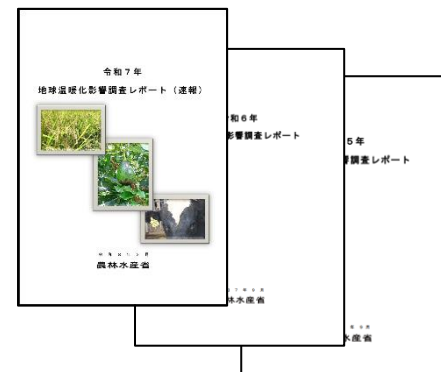 令和７年
地球温暖化影響調査レポート（速報）
農林水産省
和６年
影響調査レポート
林水産省
５年
響調査レポート
水産省